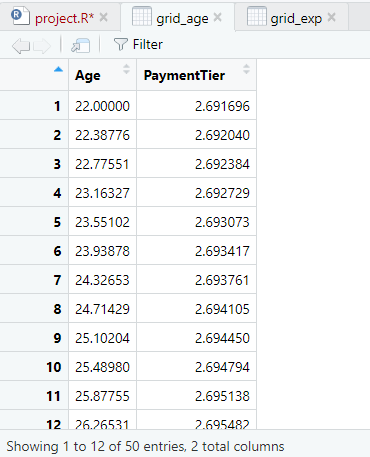 project.R* × grid_age × grid_exp ×
Filter
Age PaymentTier
1 22.00000 2.691696
2 22.38776 2.692040
3 22.77551 2.692384
4 23.16327 2.692729
5 23.55102 2.693073
6 23.93878 2.693417
7 24.32653 2.693761
8 24.71429 2.694105
9 25.10204 2.694450
10 25.48980 2.694794
11 25.87755 2.695138
12 26.26531 2.695482
Showing 1 to 12 of 50 entries, 2 total columns